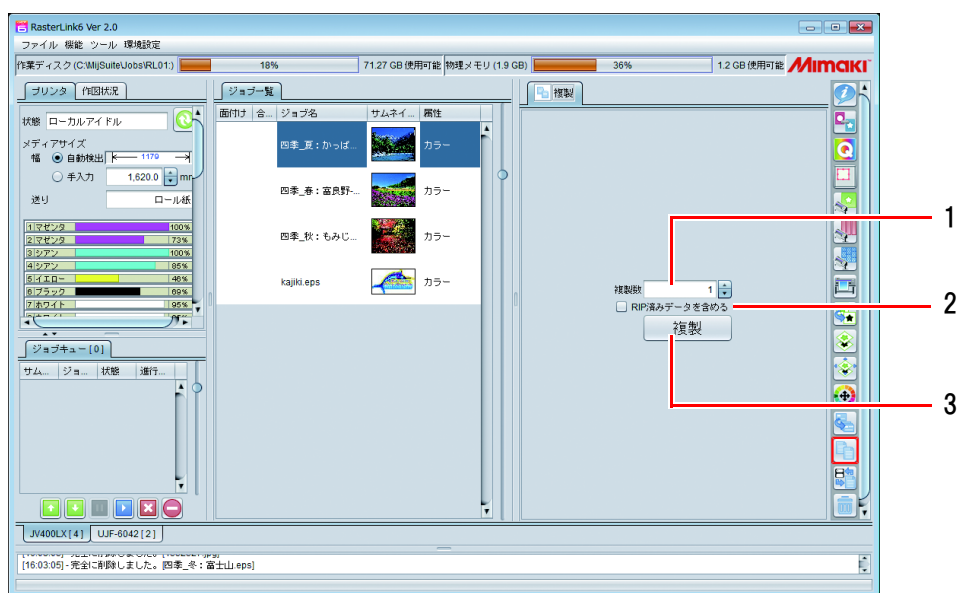 RasterLink6 Ver 2.0
ファイル 機能 ツール 環境設定
作業ディスク (C:\MijSuite\Jobs\RL01:) 18% 71.27 GB 使用可能 物理メモリ (1.9 GB) 36% 1.2 GB 使用可能 Mimaki
プリンタ 作図状況
状態 ローカルアイドル
メディアサイズ
幅 自動検出 1179
手入力 1,620.0 mm
送り ロール紙
1 マゼンタ 100%
2 マゼンタ 73%
3 シアン 100%
4 シアン 85%
5 イエロー 46%
6 ブラック 69%
7 ホワイト 95%
ジョブキュー [0]
サム... ジョ... 状態 進行...
ジョブ一覧
面付け 合... ジョブ名 サムネイ... 属性
四季_夏：かっぱ... カラー
四季_春：富良野-... カラー
四季_秋：もみじ... カラー
kajiki.eps カラー
複製
複製数 1
RIP済みデータを含める
複製
1
2
3
JV400LX [ 4 ] UJF-6042 [ 2 ]
[16:03:05] - 完全に削除しました。[四季_冬：富士山.eps]